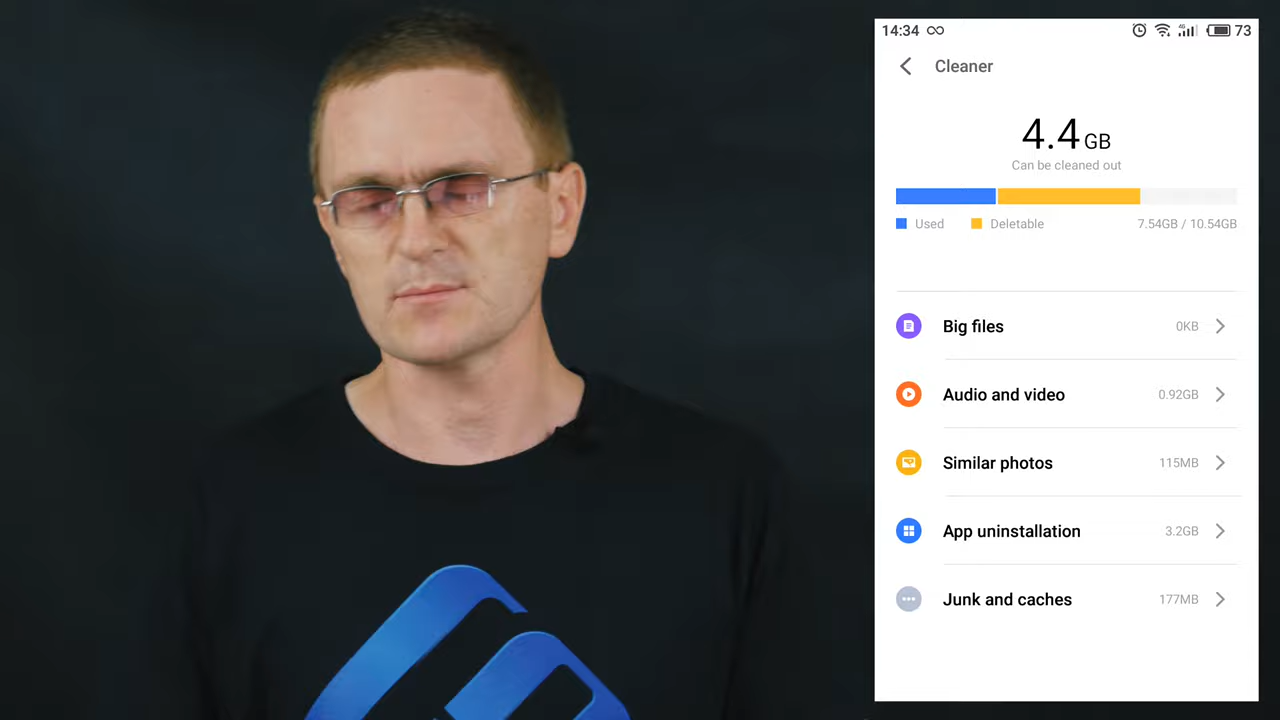 14:34 4G 73
Cleaner
4.4 GB
Can be cleaned out
Used Deletable 7.54GB / 10.54GB
Big files 0KB
Audio and video 0.92GB
Similar photos 115MB
App uninstallation 3.2GB
Junk and caches 177MB